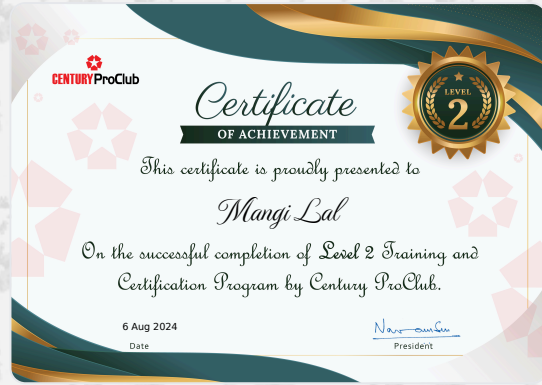 CENTURY ProClub
Certificate
OF ACHIEVEMENT
LEVEL
2
This certificate is proudly presented to
Mangi Lal
On the successful completion of Level 2 Training and
Certification Program by Century ProClub.
6 Aug 2024
Date
President